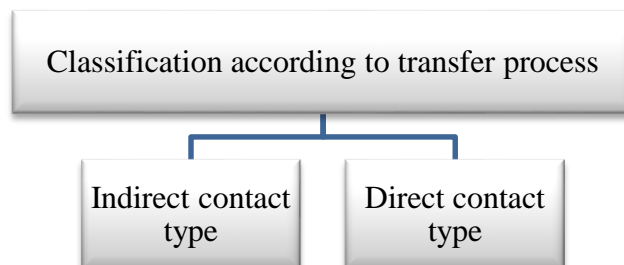 Classification according to transfer process
Indirect contact
type
Direct contact
type